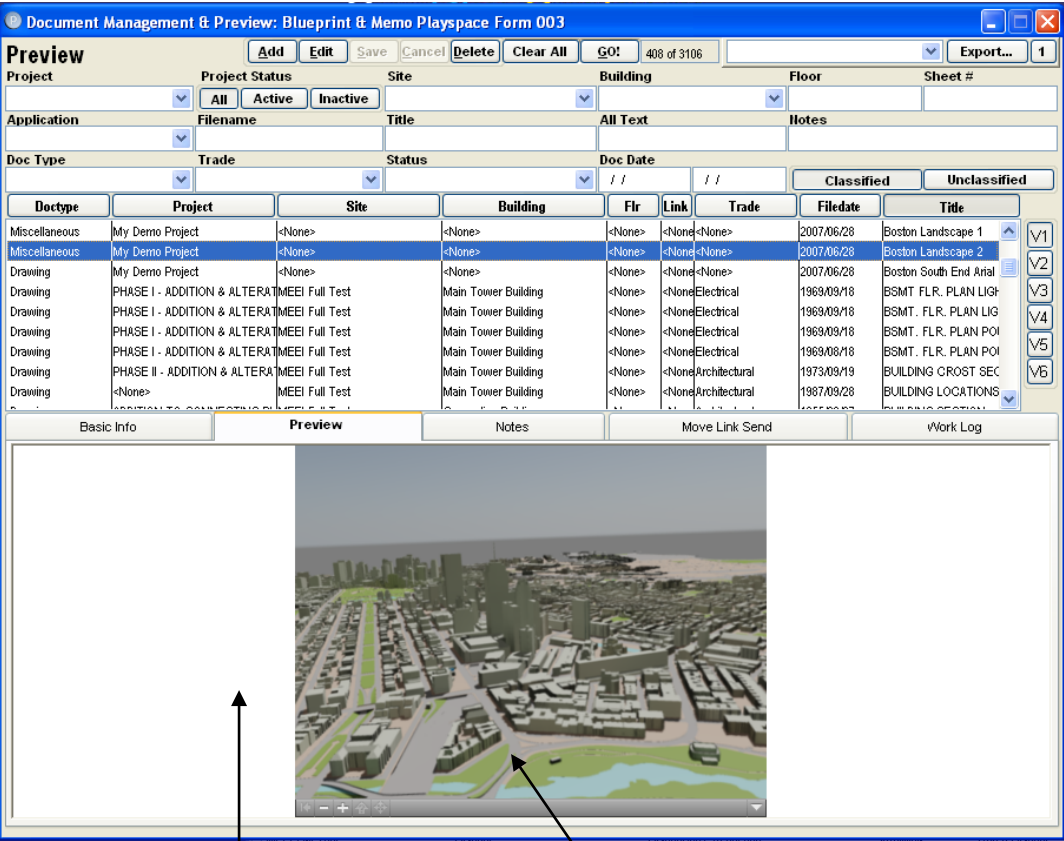 Document Management & Preview: Blueprint & Memo Playspace Form 003
Preview Add Edit Save Cancel Delete Clear All GO! 408 of 3106 Export... 1
Project Project Status Site Building Floor Sheet #
All Active Inactive
Application Filename Title All Text Notes
Doc Type Trade Status Doc Date
/ / / / Classified Unclassified
Doctype Project Site Building Flr Link Trade Filedate Title
Miscellaneous My Demo Project <None> <None> <None> <None <None> 2007/06/28 Boston Landscape 1 V1
Miscellaneous My Demo Project <None> <None> <None> <None <None> 2007/06/28 Boston Landscape 2 V2
Drawing My Demo Project <None> <None> <None> <None <None> 2007/06/28 Boston South End Arial
Drawing PHASE I - ADDITION & ALTERAT MEEI Full Test Main Tower Building <None> <None Electrical 1969/09/18 BSMT FLR. PLAN LIGH V3
Drawing PHASE I - ADDITION & ALTERAT MEEI Full Test Main Tower Building <None> <None Electrical 1969/09/18 BSMT. FLR. PLAN LIG V4
Drawing PHASE I - ADDITION & ALTERAT MEEI Full Test Main Tower Building <None> <None Electrical 1969/09/18 BSMT. FLR. PLAN POI
Drawing PHASE I - ADDITION & ALTERAT MEEI Full Test Main Tower Building <None> <None Electrical 1969/08/18 BSMT. FLR. PLAN POI V5
Drawing PHASE II - ADDITION & ALTERA MEEI Full Test Main Tower Building <None> <None Architectural 1973/09/19 BUILDING CROST SEC V6
Drawing <None> MEEI Full Test Main Tower Building <None> <None Architectural 1987/09/28 BUILDING LOCATIONS
Basic Info Preview Notes Move Link Send Work Log